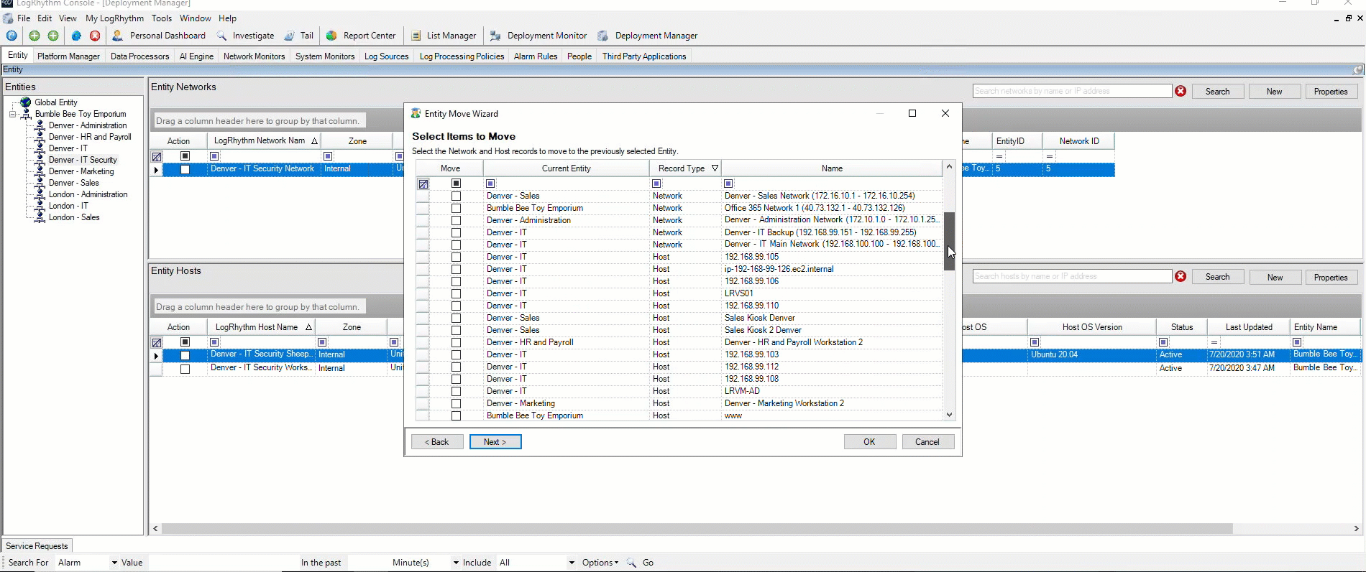 LogRhythm Console - [Deployment Manager]
File Edit View My LogRhythm Tools Window Help
Personal Dashboard Investigate Tail Report Center List Manager Deployment Monitor Deployment Manager
Entity Platform Manager Data Processors AI Engine Network Monitors System Monitors Log Sources Log Processing Policies Alarm Rules People Third Party Applications
Entity
Entities
Global Entity
Bumble Bee Toy Emporium
Denver - Administration
Denver - HR and Payroll
Denver - IT
Denver - IT Security
Denver - Marketing
Denver - Sales
London - Administration
London - IT
London - Sales
Entity Networks
Search networks by name or IP address Search New Properties
Drag a column header here to group by that column.
Action LogRhythm Network Nam Zone EntityID Network ID
= =
Denver - IT Security Network Internal ee Toy.. 5 5
Entity Hosts
Search hosts by name or IP address Search New Properties
Drag a column header here to group by that column.
Action LogRhythm Host Name Zone ost OS Host OS Version Status Last Updated Entity Name
=
Denver - IT Security Sheep.. Internal Uni Ubuntu 20.04 Active 7/20/2020 3:51 AM Bumble Bee Toy..
Denver - IT Security Works.. Internal Uni Active 7/20/2020 3:47 AM Bumble Bee Toy..
Entity Move Wizard
Select Items to Move
Select the Network and Host records to move to the previously selected Entity.
Move Current Entity Record Type Name
Denver - Sales Network Denver - Sales Network (172.16.10.1 - 172.16.10.254)
Bumble Bee Toy Emporium Network Office 365 Network 1 (40.73.132.1 - 40.73.132.126)
Denver - Administration Network Denver - Administration Network (172.10.1.0 - 172.10.1.25..
Denver - IT Network Denver - IT Backup (192.168.99.151 - 192.168.99.255)
Denver - IT Network Denver - IT Main Network (192.168.100.100 - 192.168.100..
Denver - IT Host 192.168.99.105
Denver - IT Host ip-192-168-99-126.ec2.internal
Denver - IT Host 192.168.99.106
Denver - IT Host LRVS01
Denver - IT Host 192.168.99.110
Denver - Sales Host Sales Kiosk Denver
Denver - Sales Host Sales Kiosk 2 Denver
Denver - HR and Payroll Host Denver - HR and Payroll Workstation 2
Denver - IT Host 192.168.99.103
Denver - IT Host 192.168.99.112
Denver - IT Host 192.168.99.108
Denver - IT Host LRVM-AD
Denver - Marketing Host Denver - Marketing Workstation 2
Bumble Bee Toy Emporium Host www
< Back Next > OK Cancel
Service Requests
Search For Alarm Value In the past Minute(s) Include All Options Go